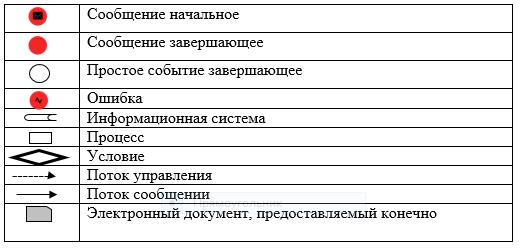 Сообщение начальное
Сообщение завершающее
Простое событие завершающее
Ошибка
Информационная система
Процесс
Условие
Поток управления
Поток сообщении
Прямоугольник
Электронный документ, предоставляемый конечно